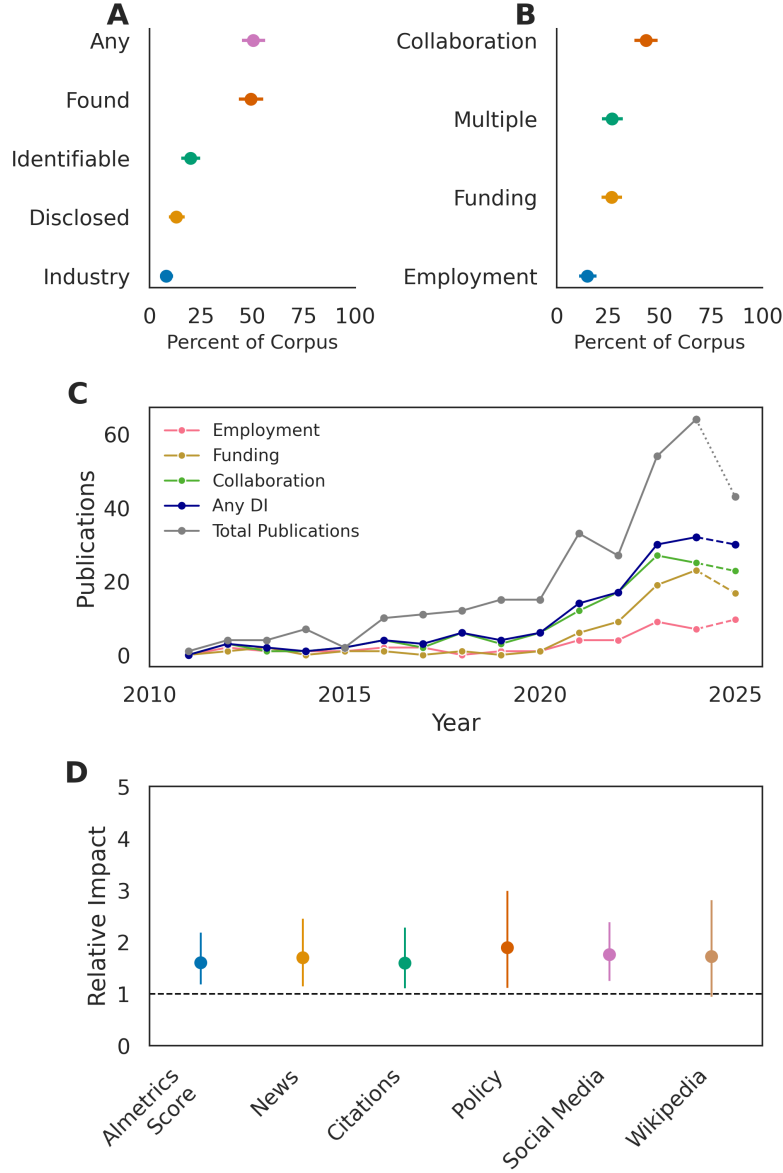 A
Any
Found
Identifiable
Disclosed
Industry
0 25 50 75 100
Percent of Corpus
B
Collaboration
Multiple
Funding
Employment
0 25 50 75 100
Percent of Corpus
C
Publications
60
40
20
0
Employment
Funding
Collaboration
Any DI
Total Publications
2010 2015 2020 2025
Year
D
Relative Impact
5
4
3
2
1
0
Almetrics
Score
News
Citations
Policy
Social Media
Wikipedia